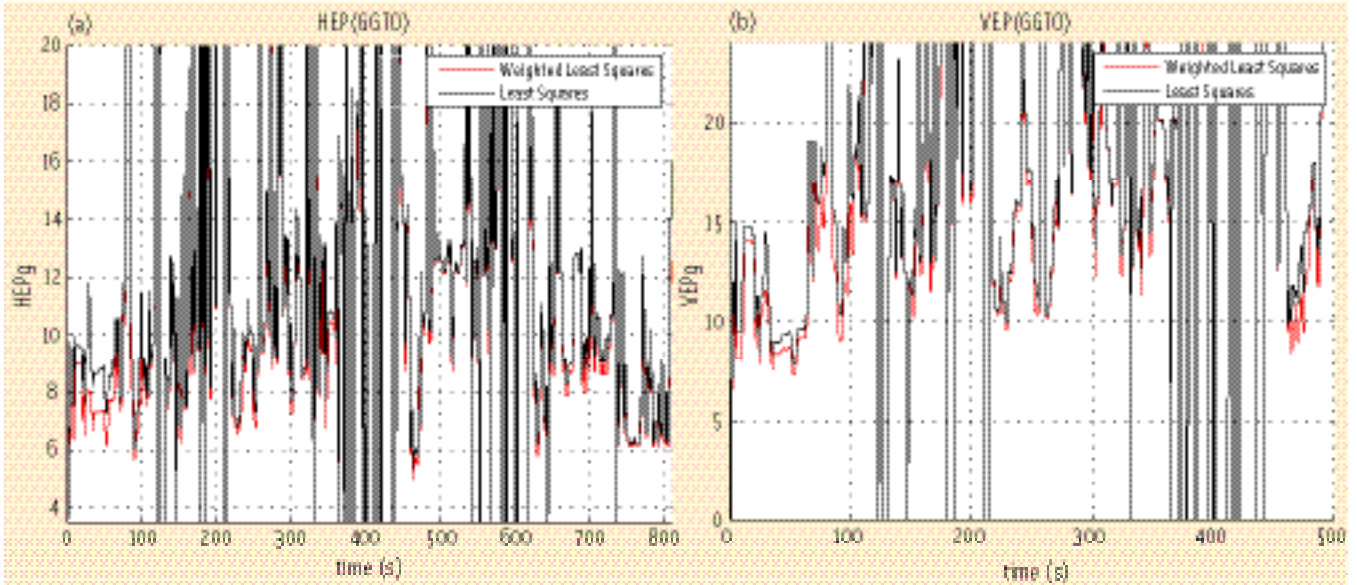 (a) HEP(GGTO)
20
18
16
14
12
10
8
6
4
HEPg
Weighted Least Squares
Least Squares
0 100 200 300 400 500 600 700 800
time (s)
(b) VEP(GGTO)
20
15
10
5
0
VEPg
Weighted Least Squares
Least Squares
0 100 200 300 400 500
time (s)